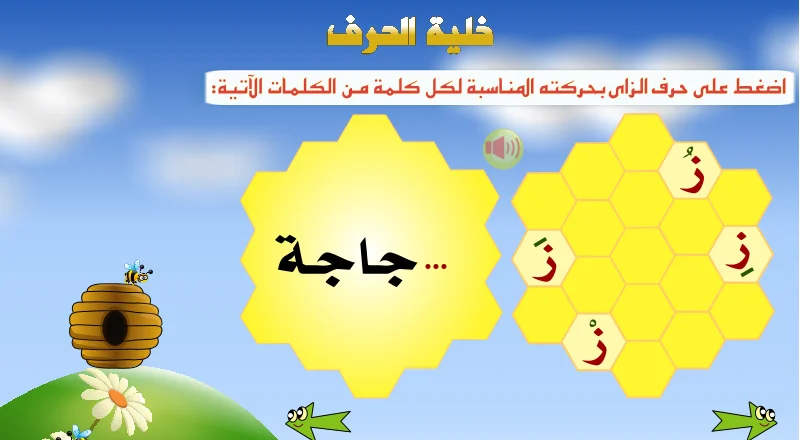 خلية الحرف
اضغط على حرف الزاي بحركته المناسبة لكل كلمة من الكلمات الآتية:
...جاجة
زُ
زَ
زِ
زْ